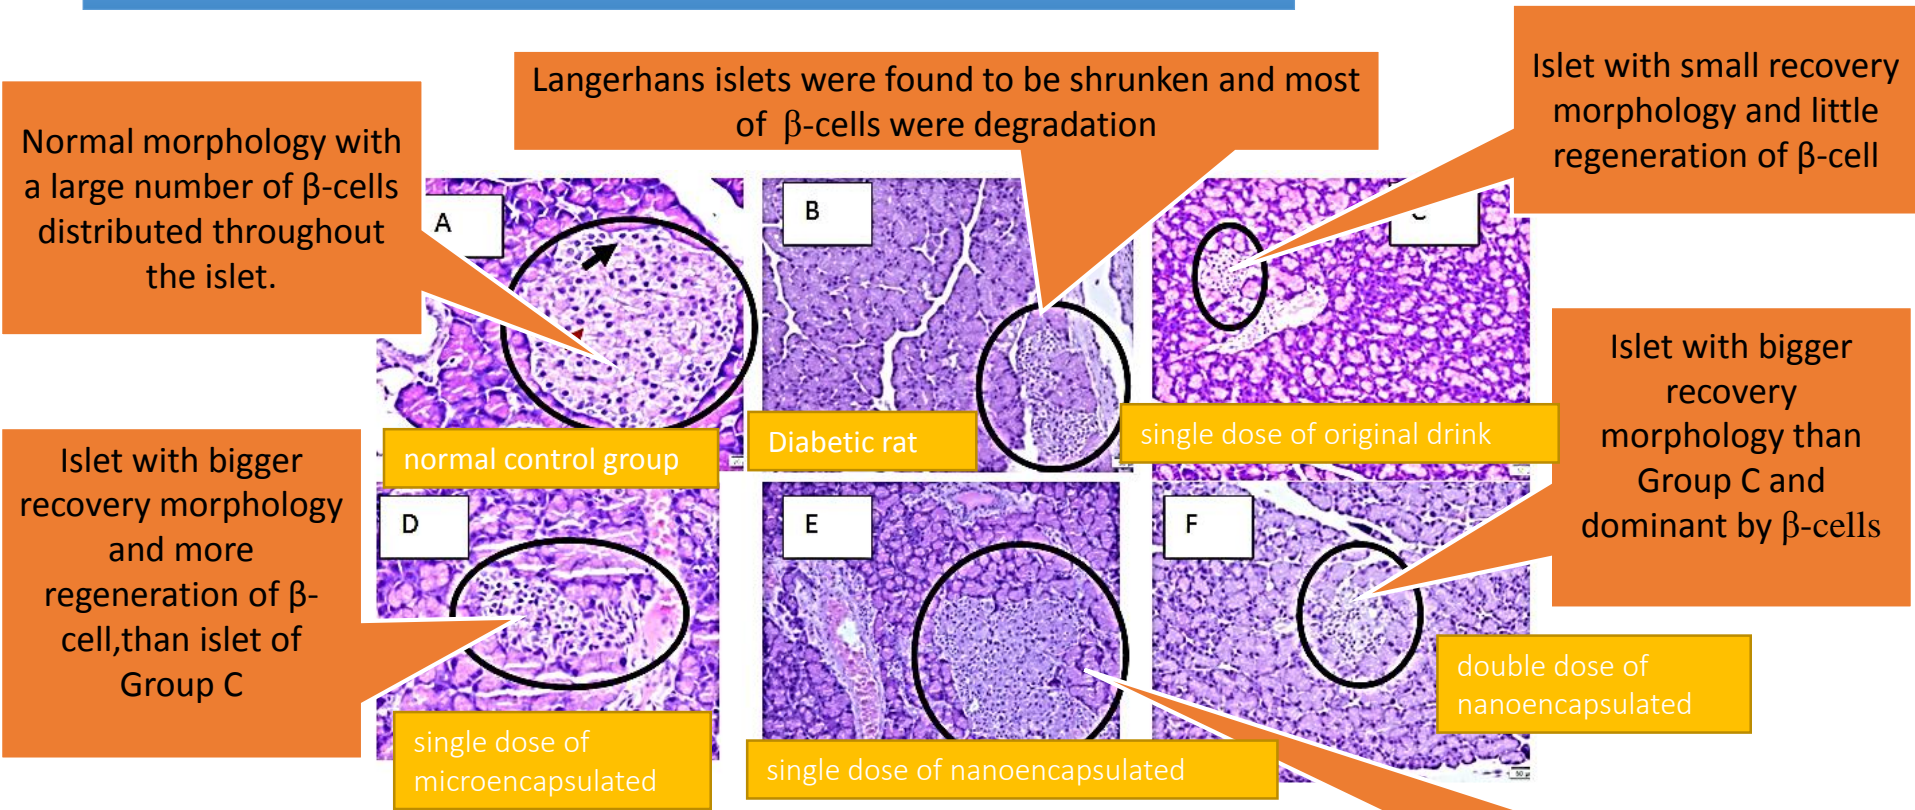 Langerhans islets were found to be shrunken and most
of β-cells were degradation
Islet with small recovery
morphology and little
regeneration of β-cell
Normal morphology with
a large number of β-cells
distributed throughout
the islet.
A
B
normal control group
Diabetic rat
single dose of original drink
Islet with bigger
recovery
morphology than
Group C and
dominant by β-cells
Islet with bigger
recovery morphology
and more
regeneration of β-
cell,than islet of
Group C
D
E
F
single dose of
microencapsulated
single dose of nanoencapsulated
double dose of
nanoencapsulated